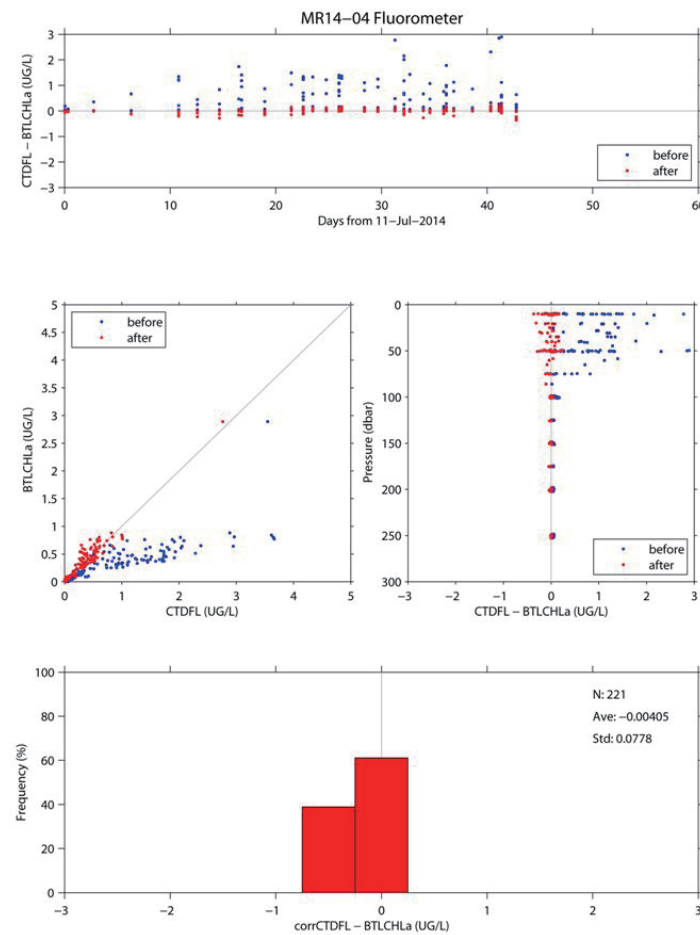 MR14−04 Fluorometer
CTDFL − BTLCHLa (UG/L)
3
2
1
0
−1
−2
−3
0 10 20 30 40 50 60
Days from 11−Jul−2014
before
after
BTLCHLa (UG/L)
5
4.5
4
3.5
3
2.5
2
1.5
1
0.5
0
0 1 2 3 4 5
CTDFL (UG/L)
before
after
Pressure (dbar)
0
50
100
150
200
250
300
−3 −2 −1 0 1 2 3
CTDFL − BTLCHLa (UG/L)
before
after
Frequency (%)
100
80
60
40
20
0
−3 −2 −1 0 1 2 3
corrCTDFL − BTLCHLa (UG/L)
N: 221
Ave: −0.00405
Std: 0.0778